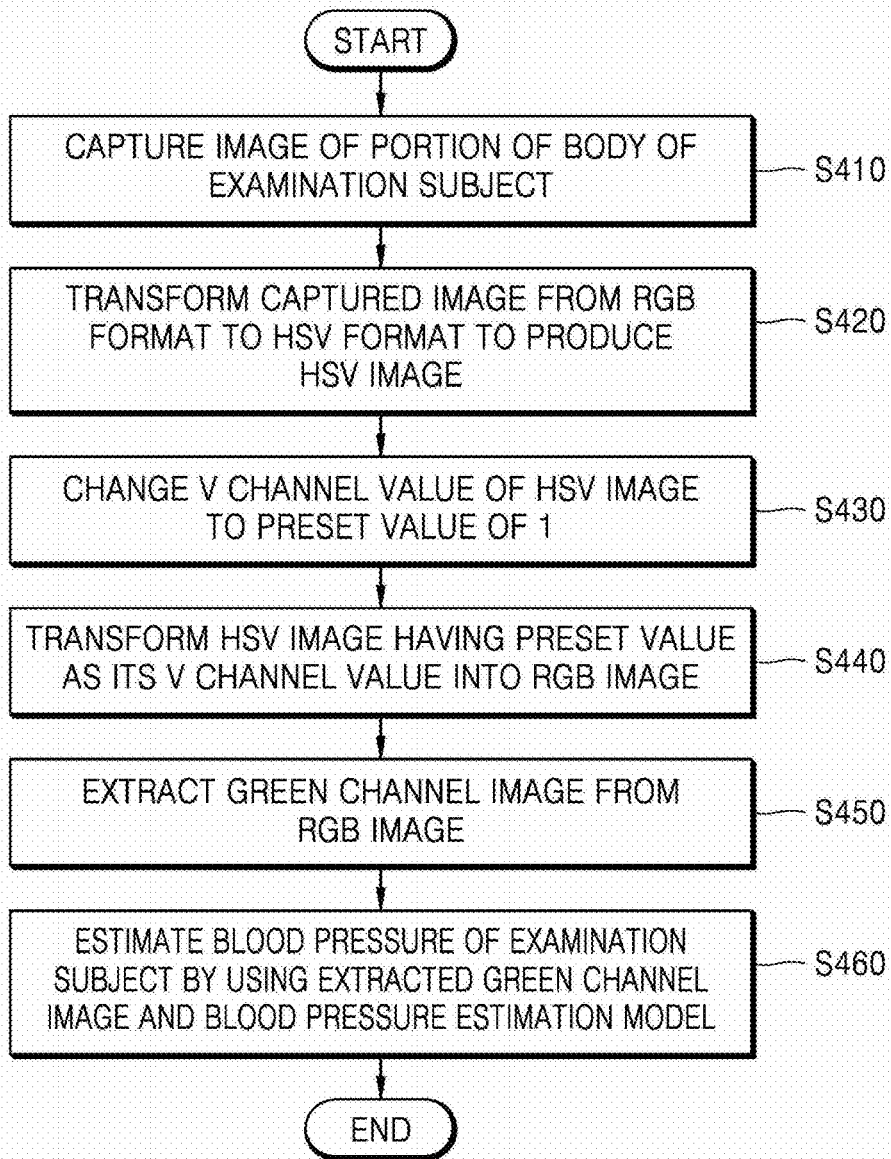 START
CAPTURE IMAGE OF PORTION OF BODY OF
EXAMINATION SUBJECT
S410
TRANSFORM CAPTURED IMAGE FROM RGB
FORMAT TO HSV FORMAT TO PRODUCE
HSV IMAGE
S420
CHANGE V CHANNEL VALUE OF HSV IMAGE
TO PRESET VALUE OF 1
S430
TRANSFORM HSV IMAGE HAVING PRESET VALUE
AS ITS V CHANNEL VALUE INTO RGB IMAGE
S440
EXTRACT GREEN CHANNEL IMAGE FROM
RGB IMAGE
S450
ESTIMATE BLOOD PRESSURE OF EXAMINATION
SUBJECT BY USING EXTRACTED GREEN CHANNEL
IMAGE AND BLOOD PRESSURE ESTIMATION MODEL
S460
END